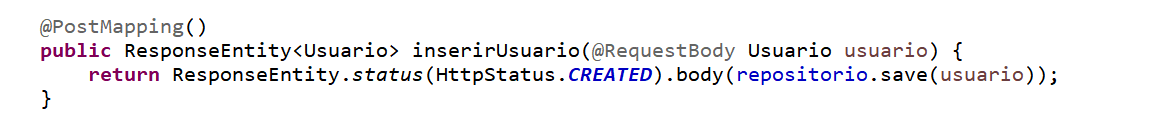 @PostMapping()
public ResponseEntity<Usuario> inserirUsuario(@RequestBody Usuario usuario) {
    return ResponseEntity.status(HttpStatus.CREATED).body(repositorio.save(usuario));
}